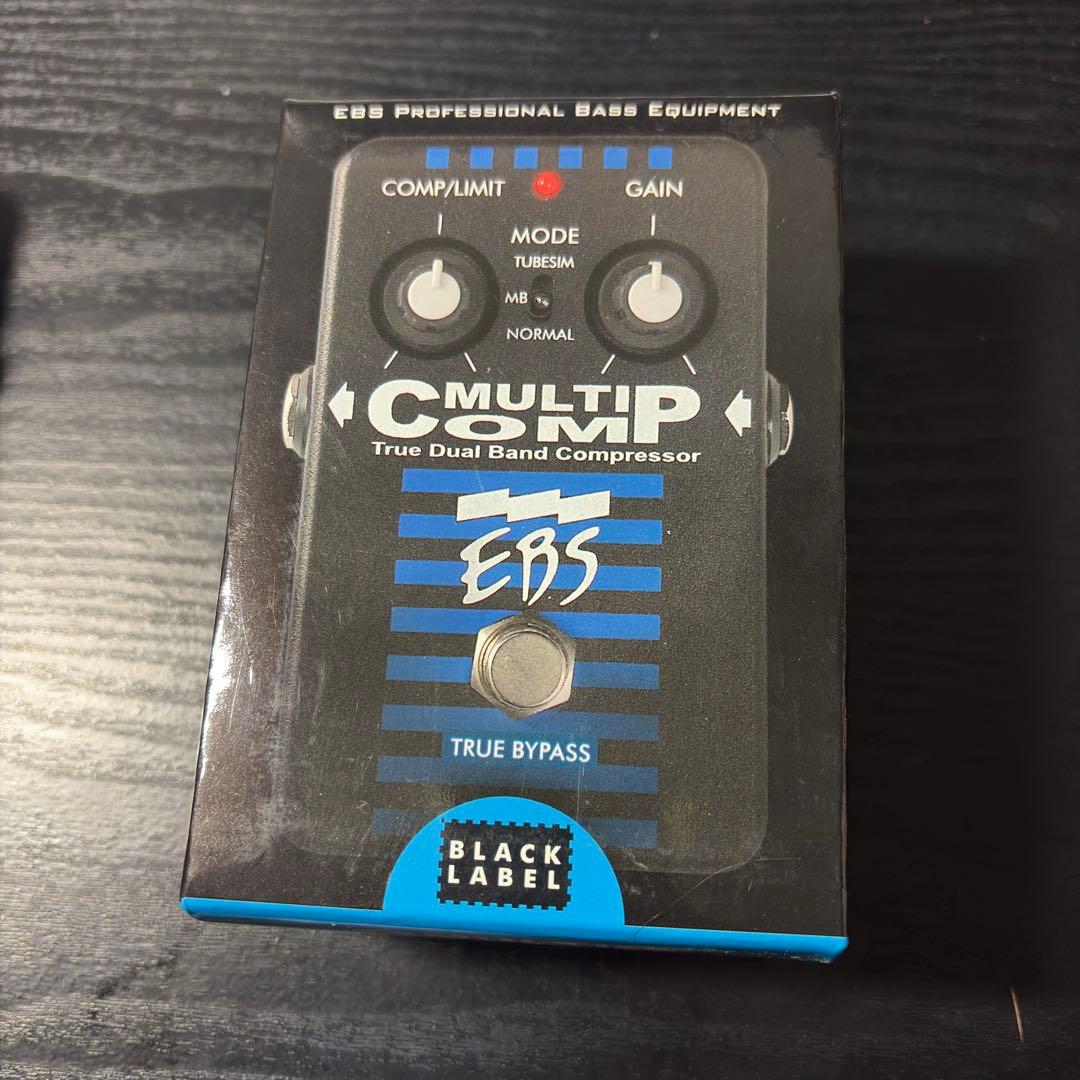 EBS Professional Bass Equipment
COMP/LIMIT
GAIN
MODE
TUBESIM
MB
NORMAL
MULTI
COMP
True Dual Band Compressor
EBS
TRUE BYPASS
BLACK
LABEL